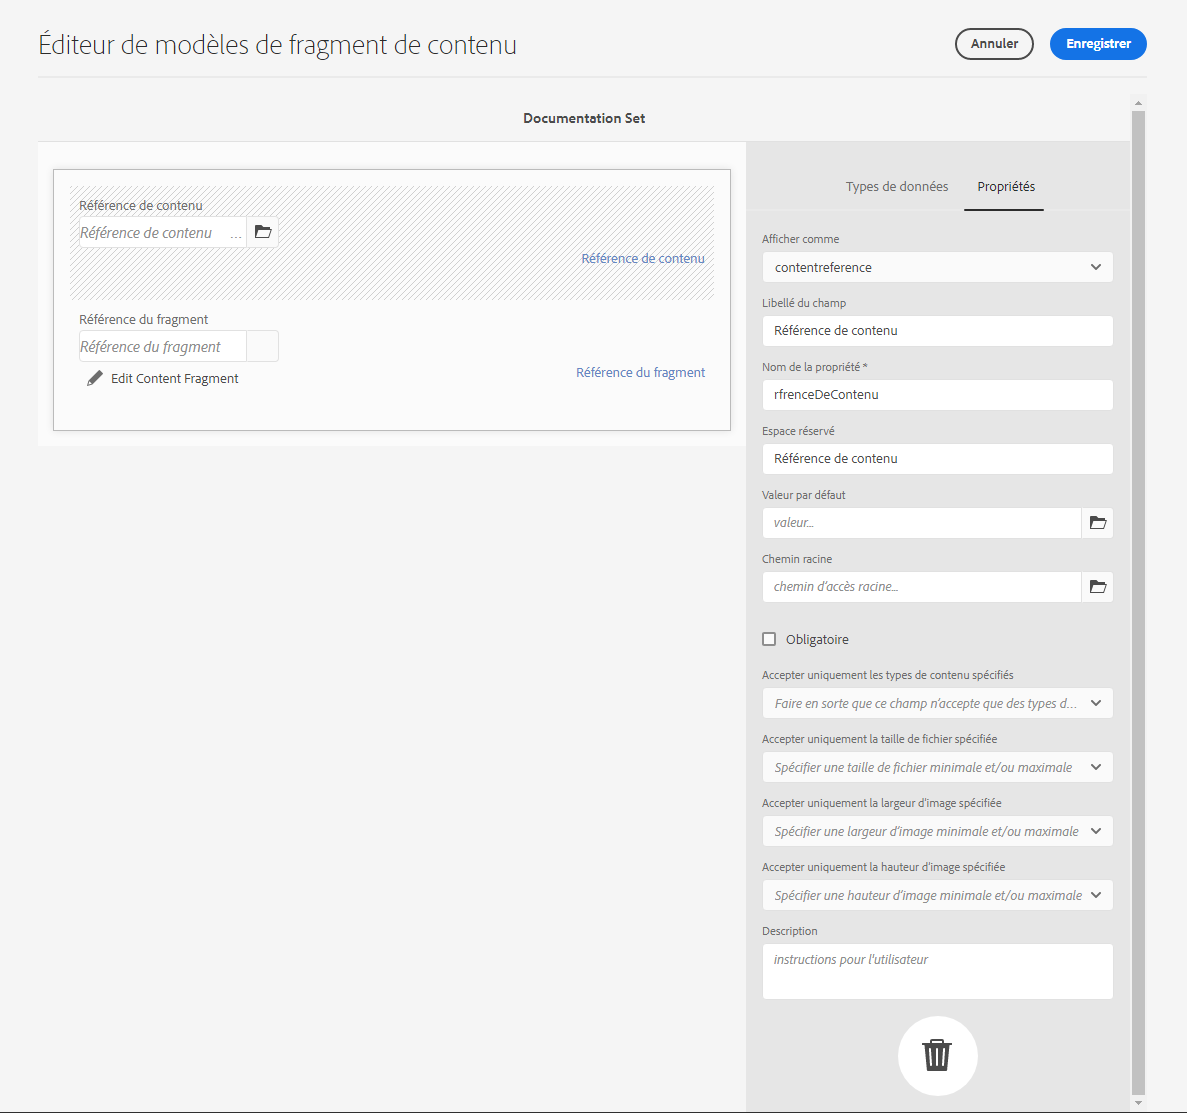 Éditeur de modèles de fragment de contenu
Annuler
Enregistrer
Documentation Set
Référence de contenu
Référence de contenu ...
Référence de contenu
Référence du fragment
Référence du fragment
Edit Content Fragment
Référence du fragment
Types de données
Propriétés
Afficher comme
contentreference
Libellé du champ
Référence de contenu
Nom de la propriété *
rfrenceDeContenu
Espace réservé
Référence de contenu
Valeur par défaut
valeur...
Chemin racine
chemin d'accès racine...
Obligatoire
Accepter uniquement les types de contenu spécifiés
Faire en sorte que ce champ n'accepte que des types d...
Accepter uniquement la taille de fichier spécifiée
Spécifier une taille de fichier minimale et/ou maximale
Accepter uniquement la largeur d'image spécifiée
Spécifier une largeur d'image minimale et/ou maximale
Accepter uniquement la hauteur d'image spécifiée
Spécifier une hauteur d'image minimale et/ou maximale
Description
instructions pour l'utilisateur